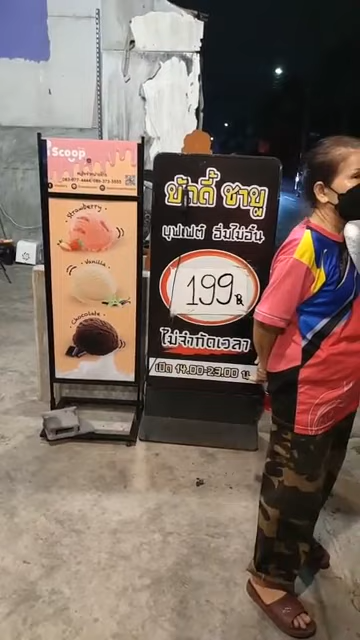 Scoop
Strawberry
Vanilla
Chocolate
บัดดี้ ชาบู
บุฟเฟ่ต์ อิ่มไม่อั้น
199฿
ไม่จำกัดเวลา
เปิด 14.00-23.00 น.